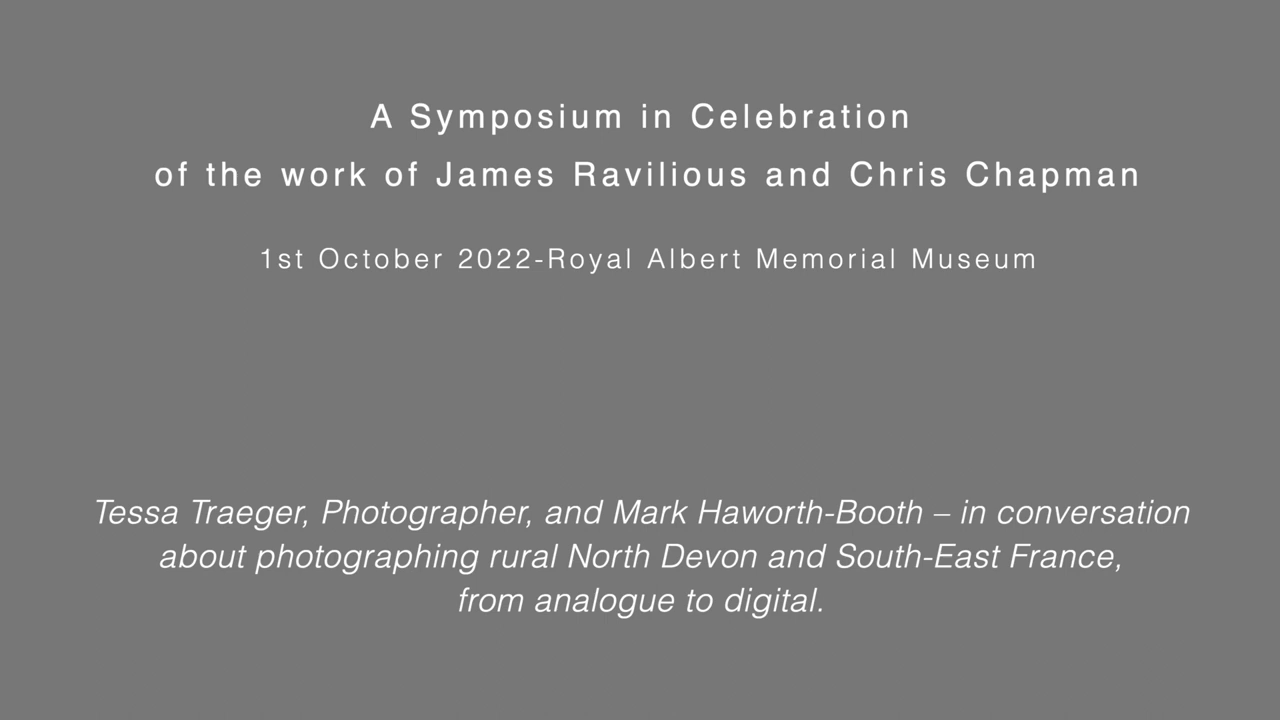 A Symposium in Celebration
of the work of James Ravilious and Chris Chapman
1st October 2022-Royal Albert Memorial Museum
Tessa Traeger, Photographer, and Mark Haworth-Booth – in conversation
about photographing rural North Devon and South-East France,
from analogue to digital.